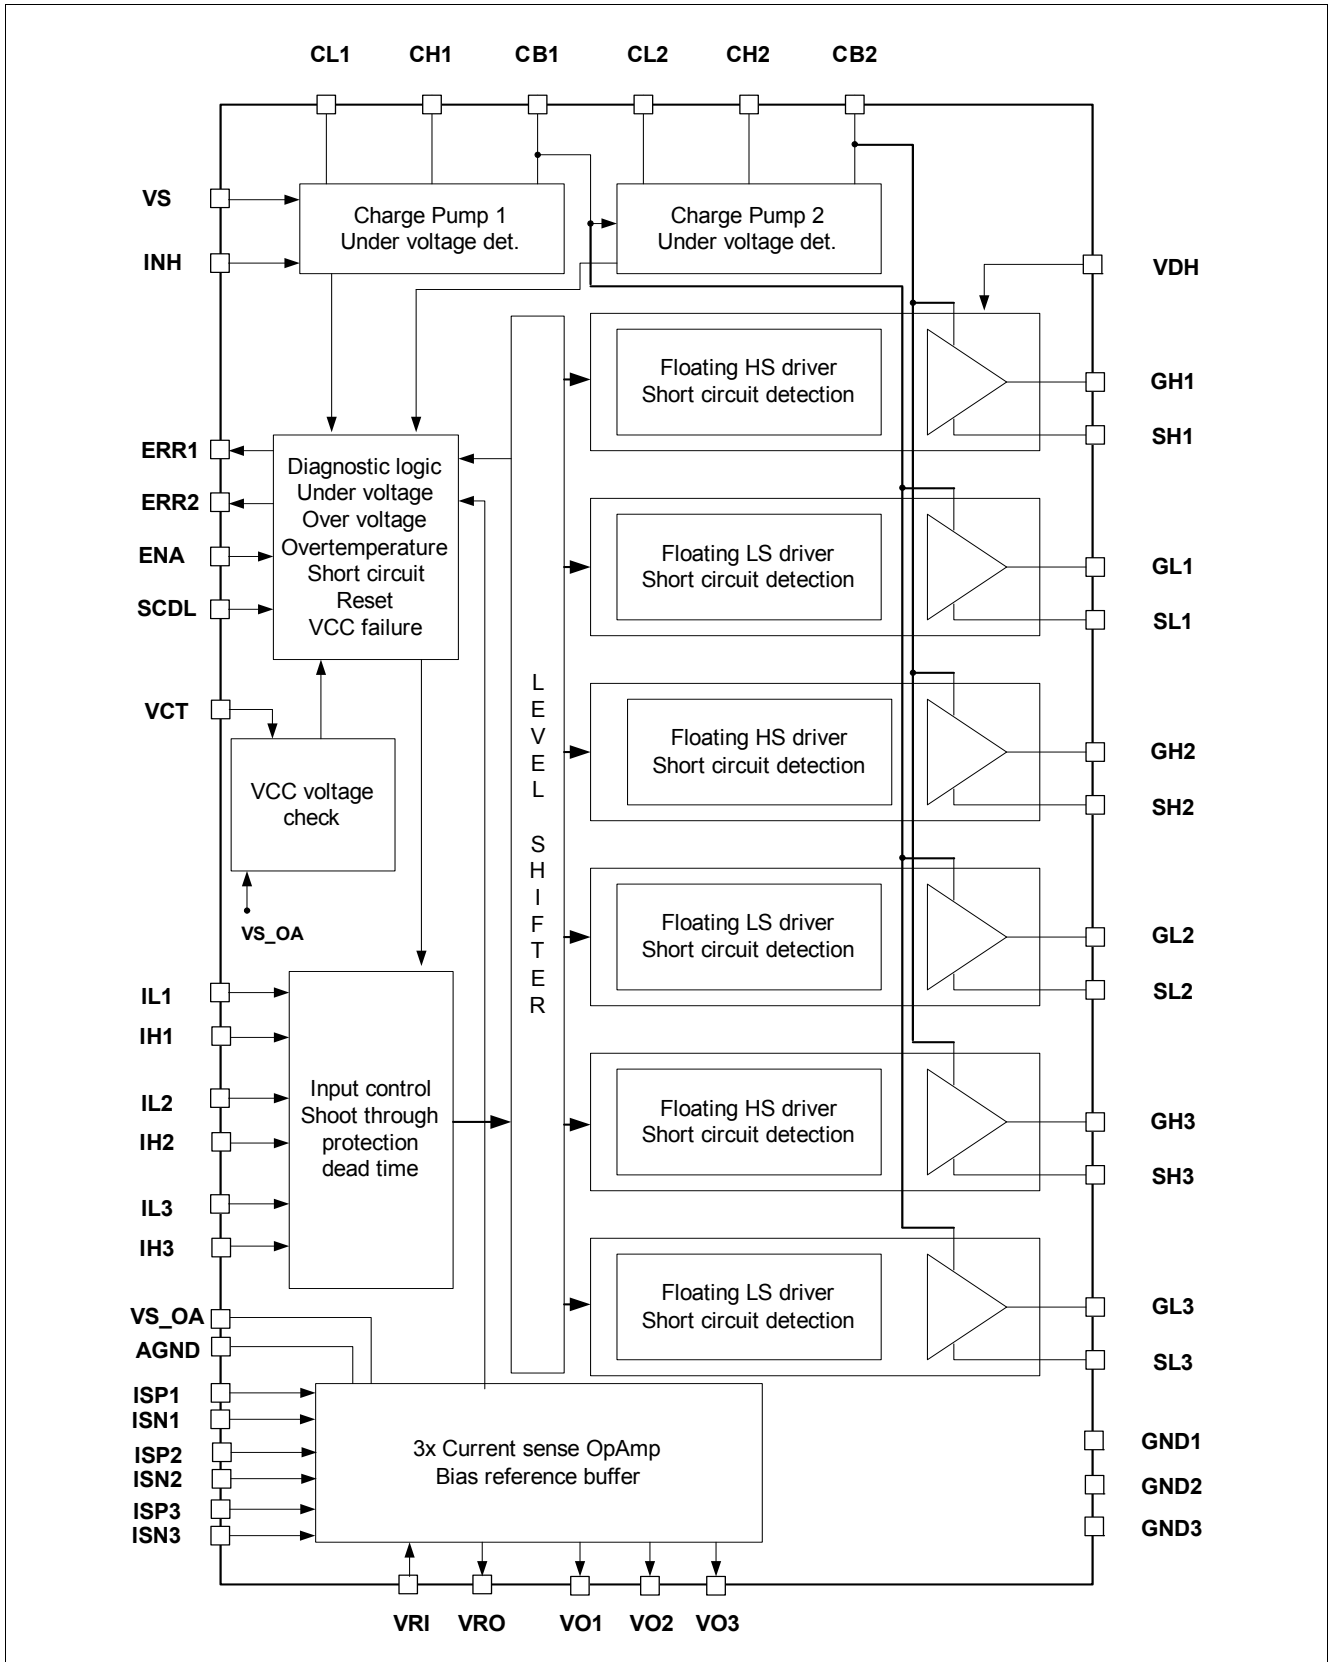 CL1 CH1 CB1 CL2 CH2 CB2
VS
Charge Pump 1
Under voltage det.
Charge Pump 2
Under voltage det.
INH
VDH
Floating HS driver
Short circuit detection
GH1
SH1
ERR1
ERR2
ENA
SCDL
Diagnostic logic
Under voltage
Over voltage
Overtemperature
Short circuit
Reset
VCC failure
Floating LS driver
Short circuit detection
GL1
SL1
LEVEL SHIFTER
VCT
VCC voltage
check
VS_OA
Floating HS driver
Short circuit detection
GH2
SH2
Floating LS driver
Short circuit detection
GL2
SL2
IL1
IH1
IL2
IH2
IL3
IH3
Input control
Shoot through
protection
dead time
Floating HS driver
Short circuit detection
GH3
SH3
Floating LS driver
Short circuit detection
GL3
SL3
VS_OA
AGND
ISP1
ISN1
ISP2
ISN2
ISP3
ISN3
3x Current sense OpAmp
Bias reference buffer
GND1
GND2
GND3
VRI VRO VO1 VO2 VO3